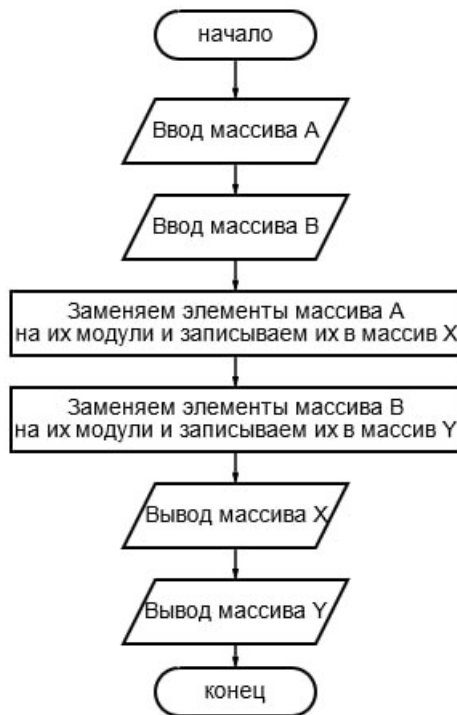 начало
Ввод массива A
Ввод массива B
Заменяем элементы массива A
на их модули и записываем их в массив X
Заменяем элементы массива B
на их модули и записываем их в массив Y
Вывод массива X
Вывод массива Y
конец